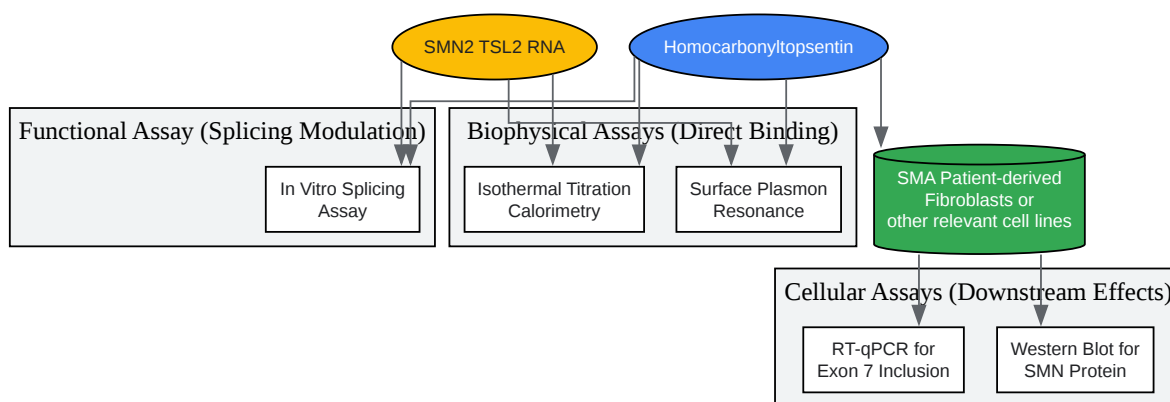 SMN2 TSL2 RNA
Homocarbonyltopsentin
Functional Assay (Splicing Modulation)
In Vitro Splicing
Assay
Biophysical Assays (Direct Binding)
Isothermal Titration
Calorimetry
Surface Plasmon
Resonance
SMA Patient-derived
Fibroblasts or
other relevant cell lines
Cellular Assays (Downstream Effects)
RT-qPCR for
Exon 7 Inclusion
Western Blot for
SMN Protein